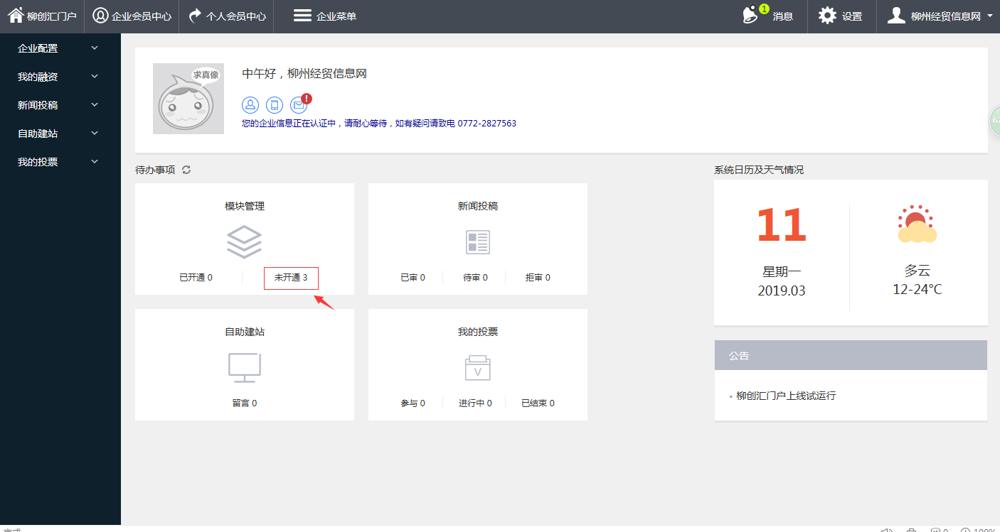 柳创汇门户 企业会员中心 个人会员中心 企业菜单 1 消息 设置 柳州经贸信息网
企业配置
我的融资
新闻投稿
自助建站
我的投票
求真像
中午好，柳州经贸信息网
!
您的企业信息正在认证中，请耐心等待，如有疑问请致电 0772-2827563
待办事项
模块管理
已开通 0 未开通 3
新闻投稿
已审 0 待审 0 拒审 0
自助建站
留言 0
我的投票
V
参与 0 进行中 0 已结束 0
系统日历及天气情况
11
星期一
2019.03
多云
12-24°C
公告
柳创汇门户上线试运行